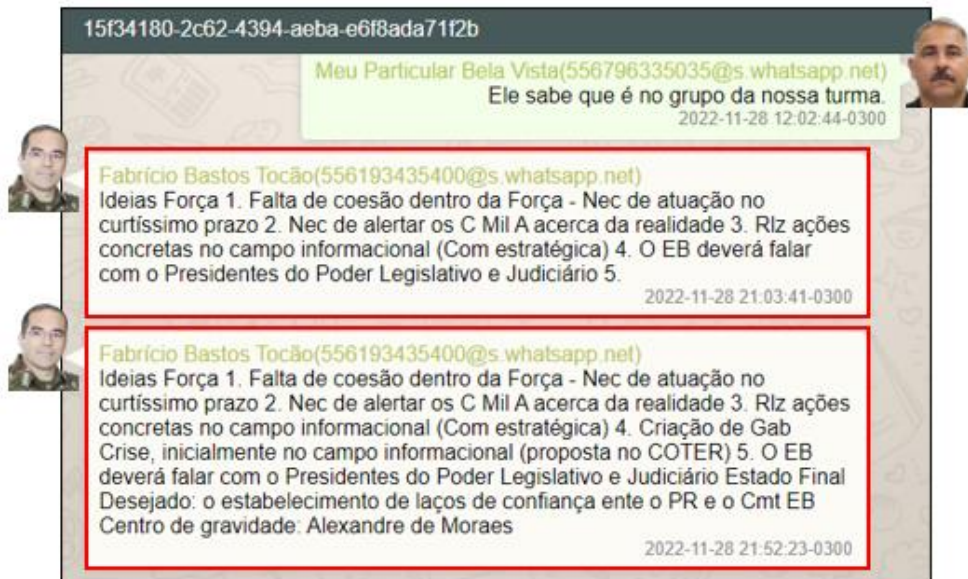 15f34180-2c62-4394-aeba-e6f8ada71f2b
Meu Particular Bela Vista(556796335035@s.whatsapp.net)
Ele sabe que é no grupo da nossa turma.
2022-11-28 12:02:44-0300
Fabrício Bastos Tocão(556193435400@s.whatsapp.net)
Ideias Força 1. Falta de coesão dentro da Força - Nec de atuação no
curtíssimo prazo 2. Nec de alertar os C Mil A acerca da realidade 3. Rlz ações
concretas no campo informacional (Com estratégica) 4. O EB deverá falar
com o Presidentes do Poder Legislativo e Judiciário 5.
2022-11-28 21:03:41-0300
Fabrício Bastos Tocão(556193435400@s.whatsapp.net)
Ideias Força 1. Falta de coesão dentro da Força - Nec de atuação no
curtíssimo prazo 2. Nec de alertar os C Mil A acerca da realidade 3. Rlz ações
concretas no campo informacional (Com estratégica) 4. Criação de Gab
Crise, inicialmente no campo informacional (proposta no COTER) 5. O EB
deverá falar com o Presidentes do Poder Legislativo e Judiciário Estado Final
Desejado: o estabelecimento de laços de confiança ente o PR e o Cmt EB
Centro de gravidade: Alexandre de Moraes
2022-11-28 21:52:23-0300